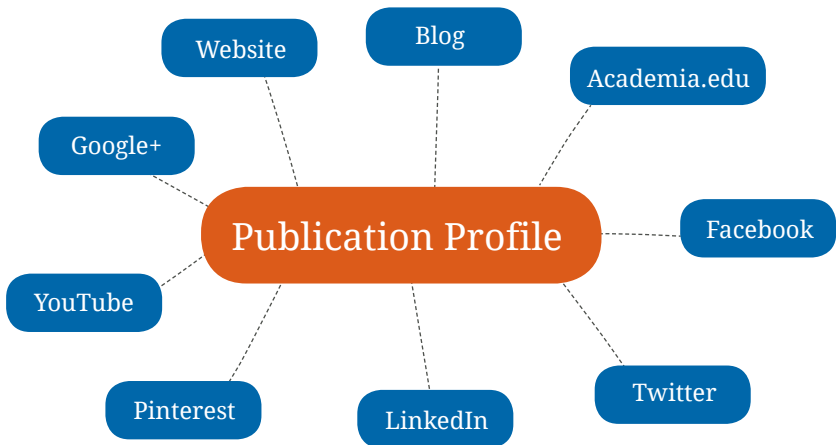 Blog
Website
Academia.edu
Google+
Publication Profile
Facebook
YouTube
Twitter
Pinterest
LinkedIn